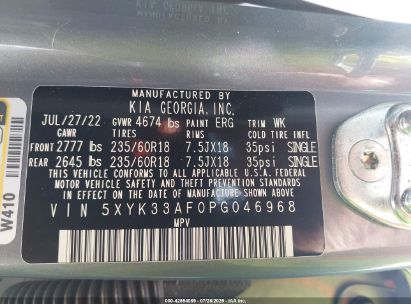 MANUFACTURED BY
KIA GEORGIA, INC.
JUL/27/22 GVWR 4674 lbs PAINT ERG TRIM WK
GAWR TIRES RIMS COLD TIRE INFLATION
FRONT 2777 lbs 235/60R18 7.5JX18 35psi SINGLE
REAR 2645 lbs 235/60R18 7.5JX18 35psi SINGLE
THIS VEHICLE CONFORMS TO ALL APPLICABLE U.S.A. FEDERAL
MOTOR VEHICLE SAFETY, BUMPER, AND THEFT PREVENTION
STANDARDS IN EFFECT ON THE DATE OF MANUFACTURE SHOWN ABOVE.
VIN 5XYK33AF0PG046968
MPV
W410